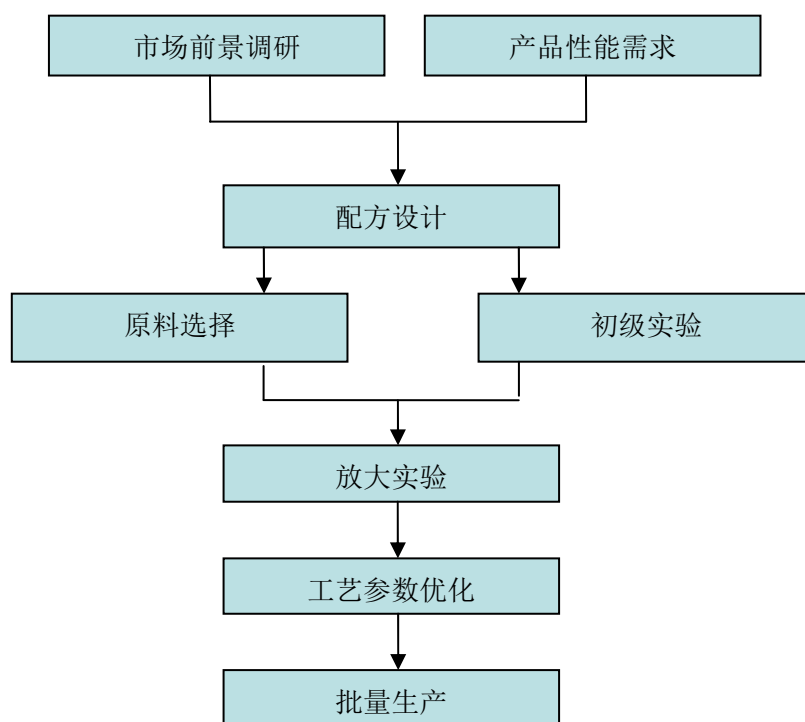 市场前景调研
产品性能需求
配方设计
原料选择
初级实验
放大实验
工艺参数优化
批量生产